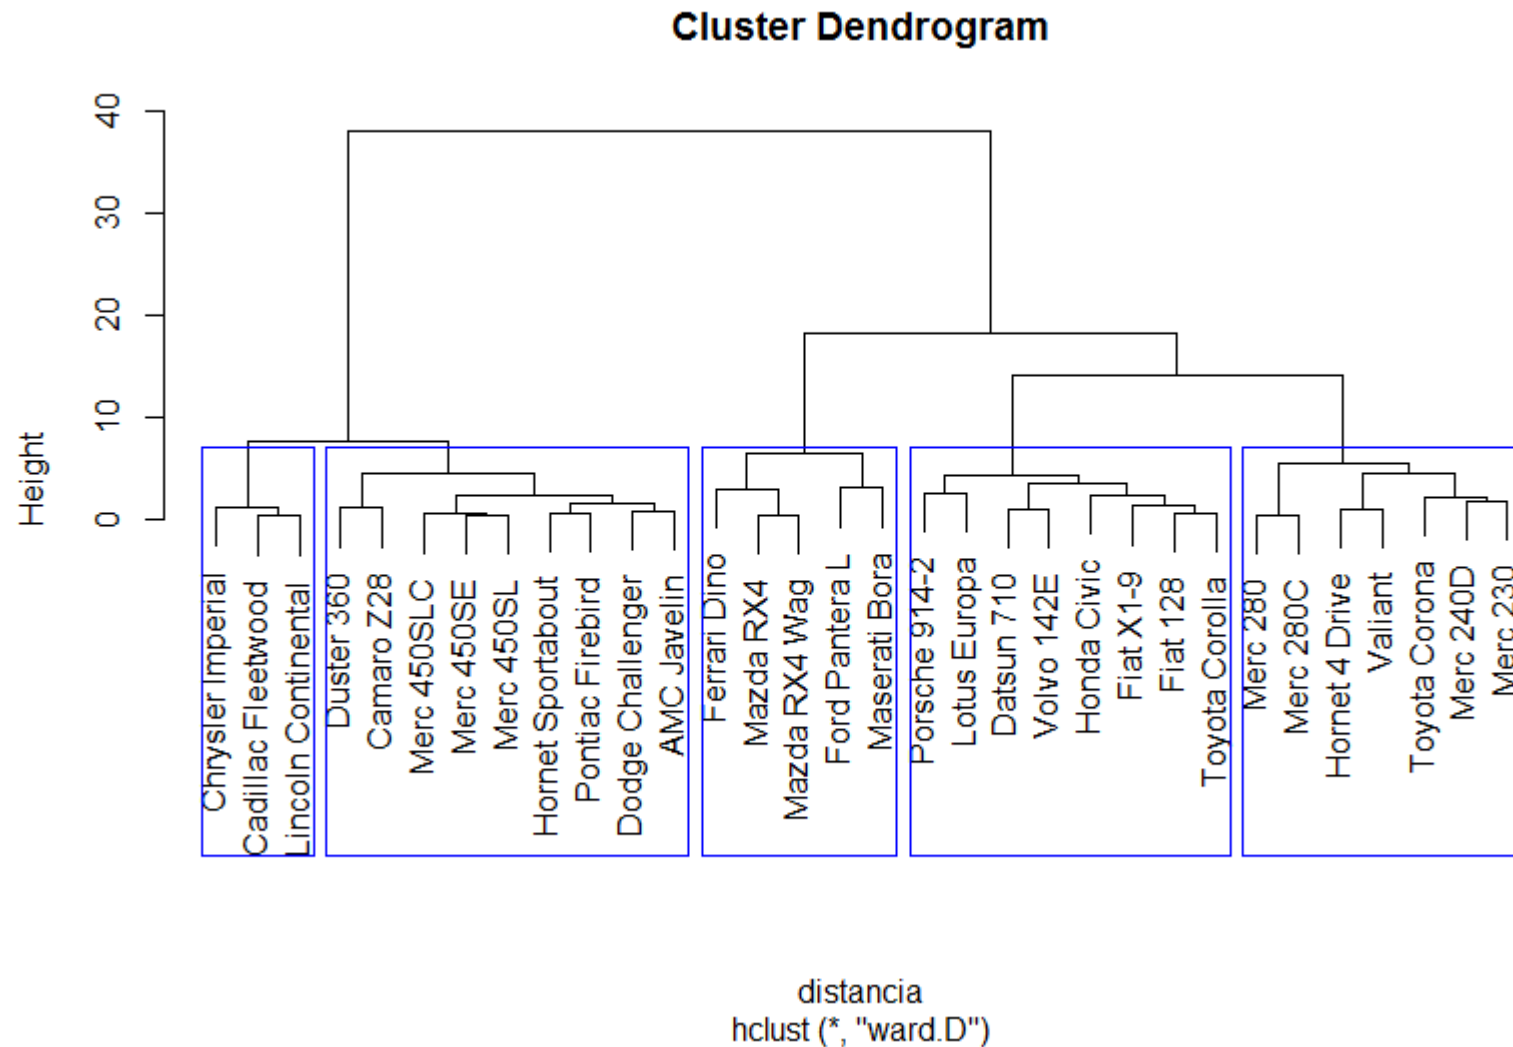 Cluster Dendrogram
Height
40
30
20
10
0
Chrysler Imperial
Cadillac Fleetwood
Lincoln Continental
Duster 360
Camaro Z28
Merc 450SLC
Merc 450SE
Merc 450SL
Hornet Sportabout
Pontiac Firebird
Dodge Challenger
AMC Javelin
Ferrari Dino
Mazda RX4
Mazda RX4 Wag
Ford Pantera L
Maserati Bora
Porsche 914-2
Lotus Europa
Datsun 710
Volvo 142E
Honda Civic
Fiat X1-9
Fiat 128
Toyota Corolla
Merc 280
Merc 280C
Hornet 4 Drive
Valiant
Toyota Corona
Merc 240D
Merc 230
distancia
hclust (*, "ward.D")